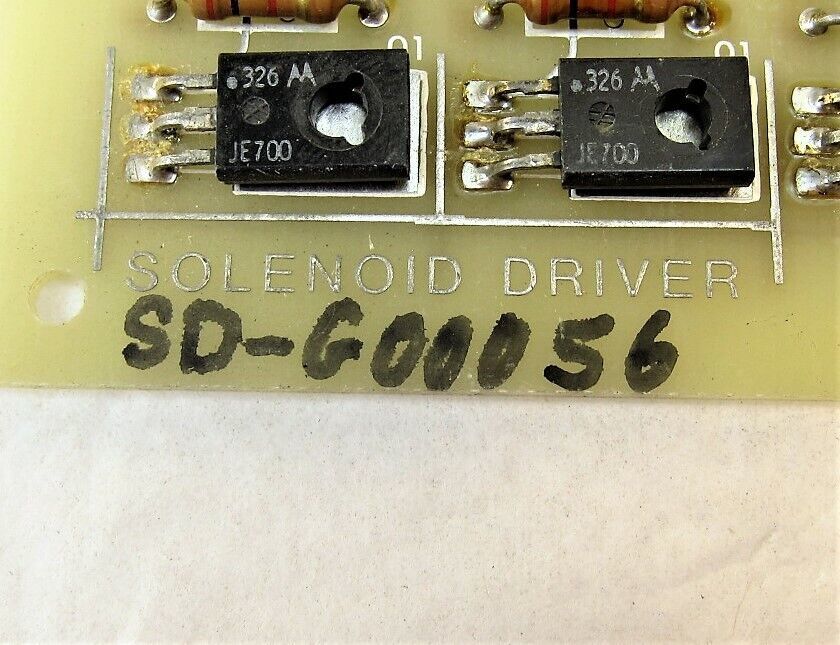 Q1
Q1
326
JE700
326
JE700
SOLENOID DRIVER
SD-G00056